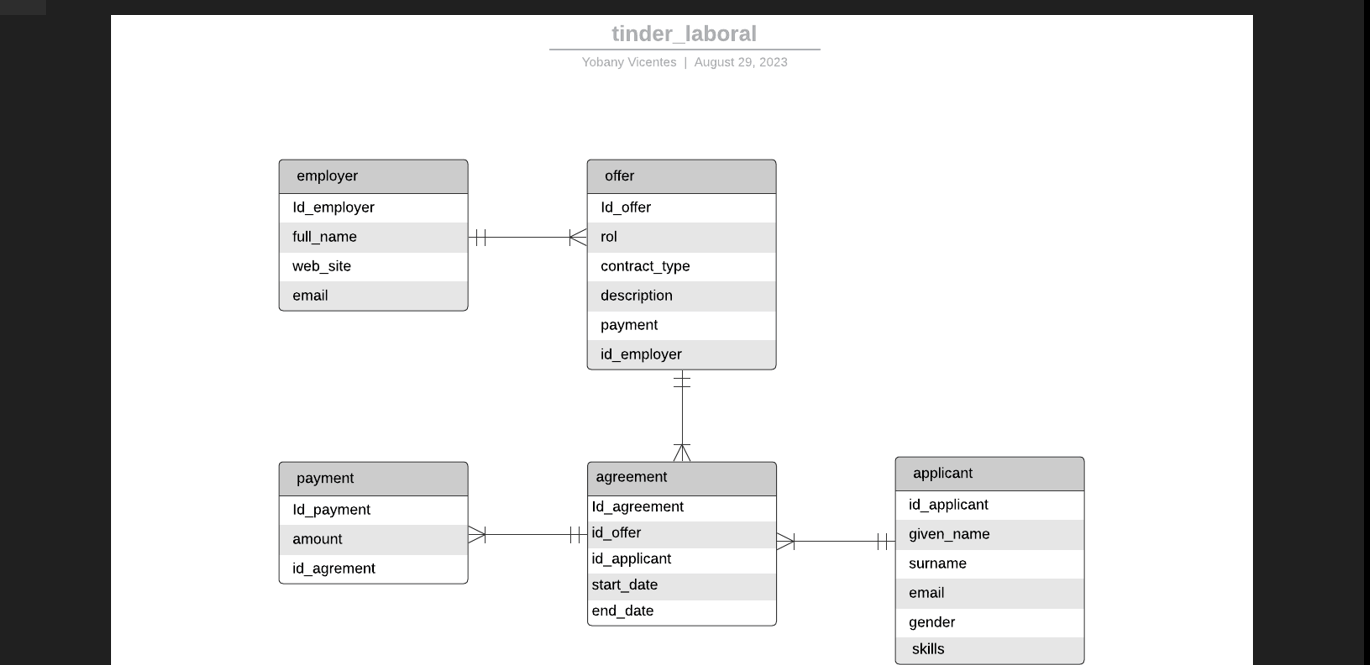 tinder_laboral
Yobany Vicentes | August 29, 2023
employer
Id_employer
full_name
web_site
email
offer
Id_offer
rol
contract_type
description
payment
id_employer
payment
Id_payment
amount
id_agrement
agreement
Id_agreement
id_offer
id_applicant
start_date
end_date
applicant
id_applicant
given_name
surname
email
gender
skills